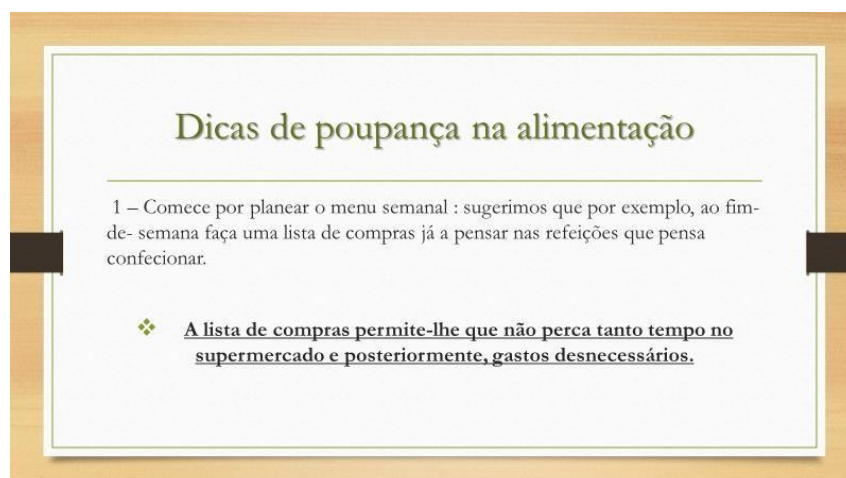 Dicas de poupança na alimentação
1 – Comece por planear o menu semanal : sugerimos que por exemplo, ao fim-
de- semana faça uma lista de compras já a pensar nas refeições que pensa
confecionar.
A lista de compras permite-lhe que não perca tanto tempo no
supermercado e posteriormente, gastos desnecessários.